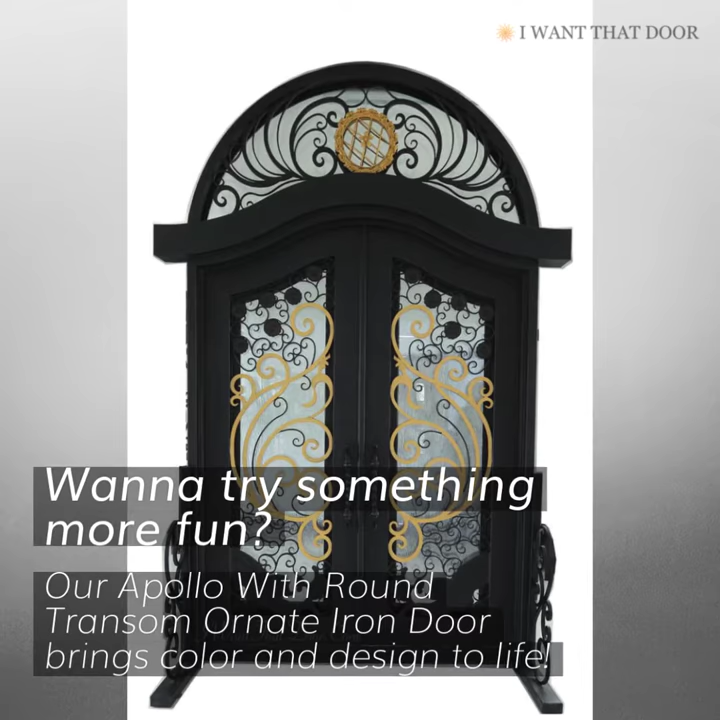 I WANT THAT DOOR
Wanna try something
more fun?
Our Apollo With Round
Transom Ornate Iron Door
brings color and design to life!